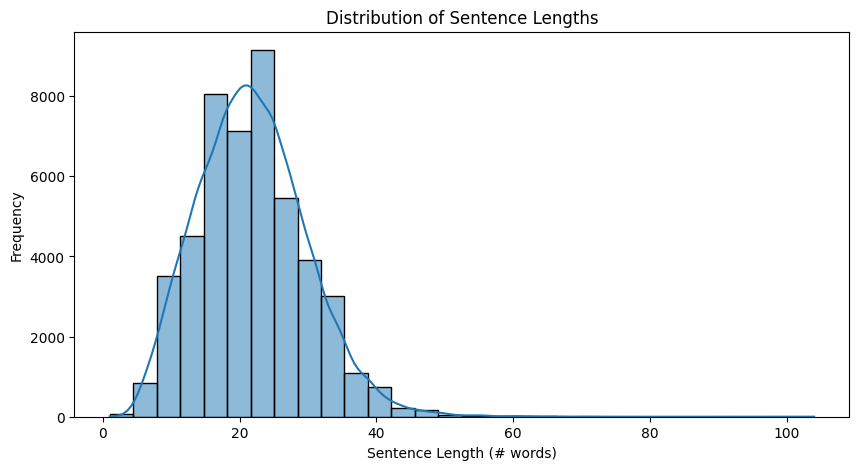 Distribution of Sentence Lengths
Frequency
8000
6000
4000
2000
0
0 20 40 60 80 100
Sentence Length (# words)